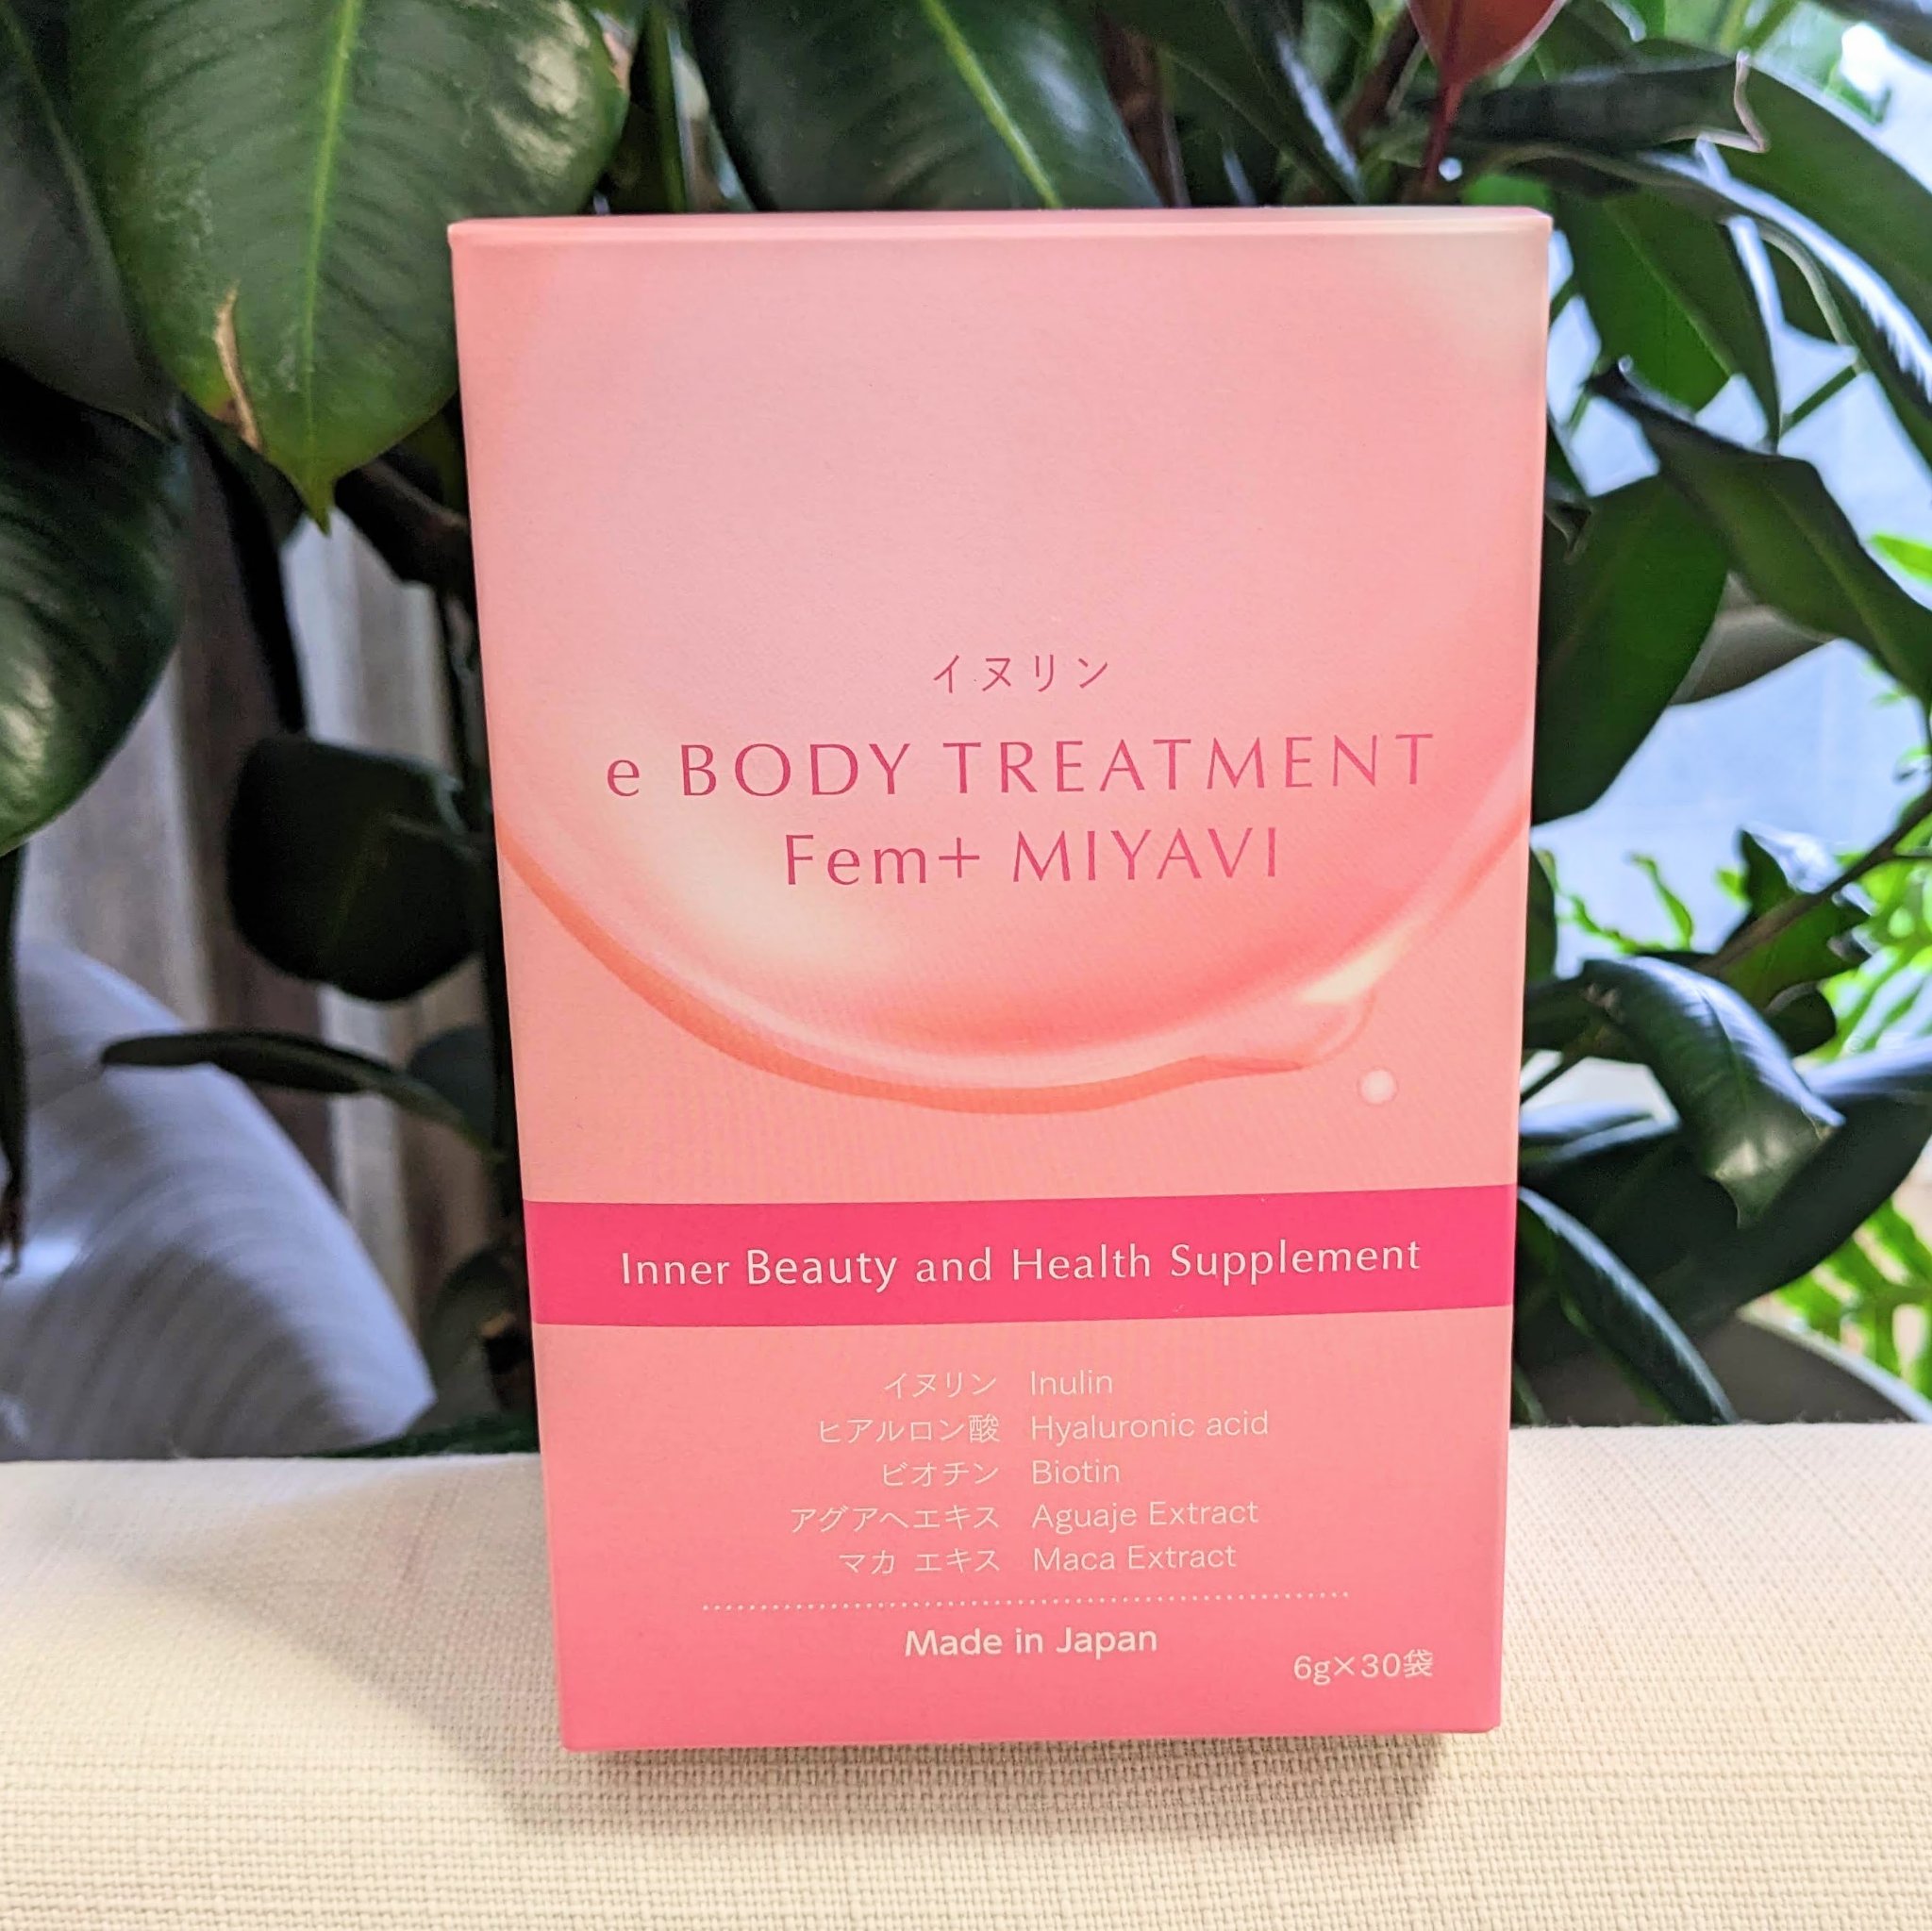 イヌリン
e BODY TREATMENT
Fem+ MIYAVI
Inner Beauty and Health Supplement
イヌリン Inulin
ヒアルロン酸 Hyaluronic acid
ビオチン Biotin
アグアヘエキス Aguaje Extract
マカ エキス Maca Extract
Made in Japan
6g×30袋